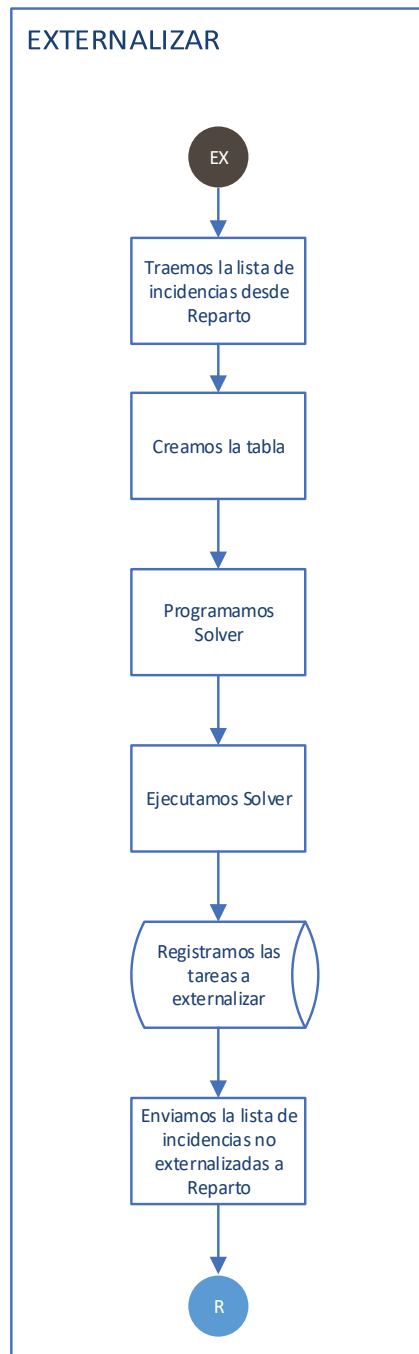 EXTERNALIZAR
EX
Traemos la lista de
incidencias desde
Reparto
Creamos la tabla
Programamos
Solver
Ejecutamos Solver
Registramos las
tareas a
externalizar
Enviamos la lista de
incidencias no
externalizadas a
Reparto
R